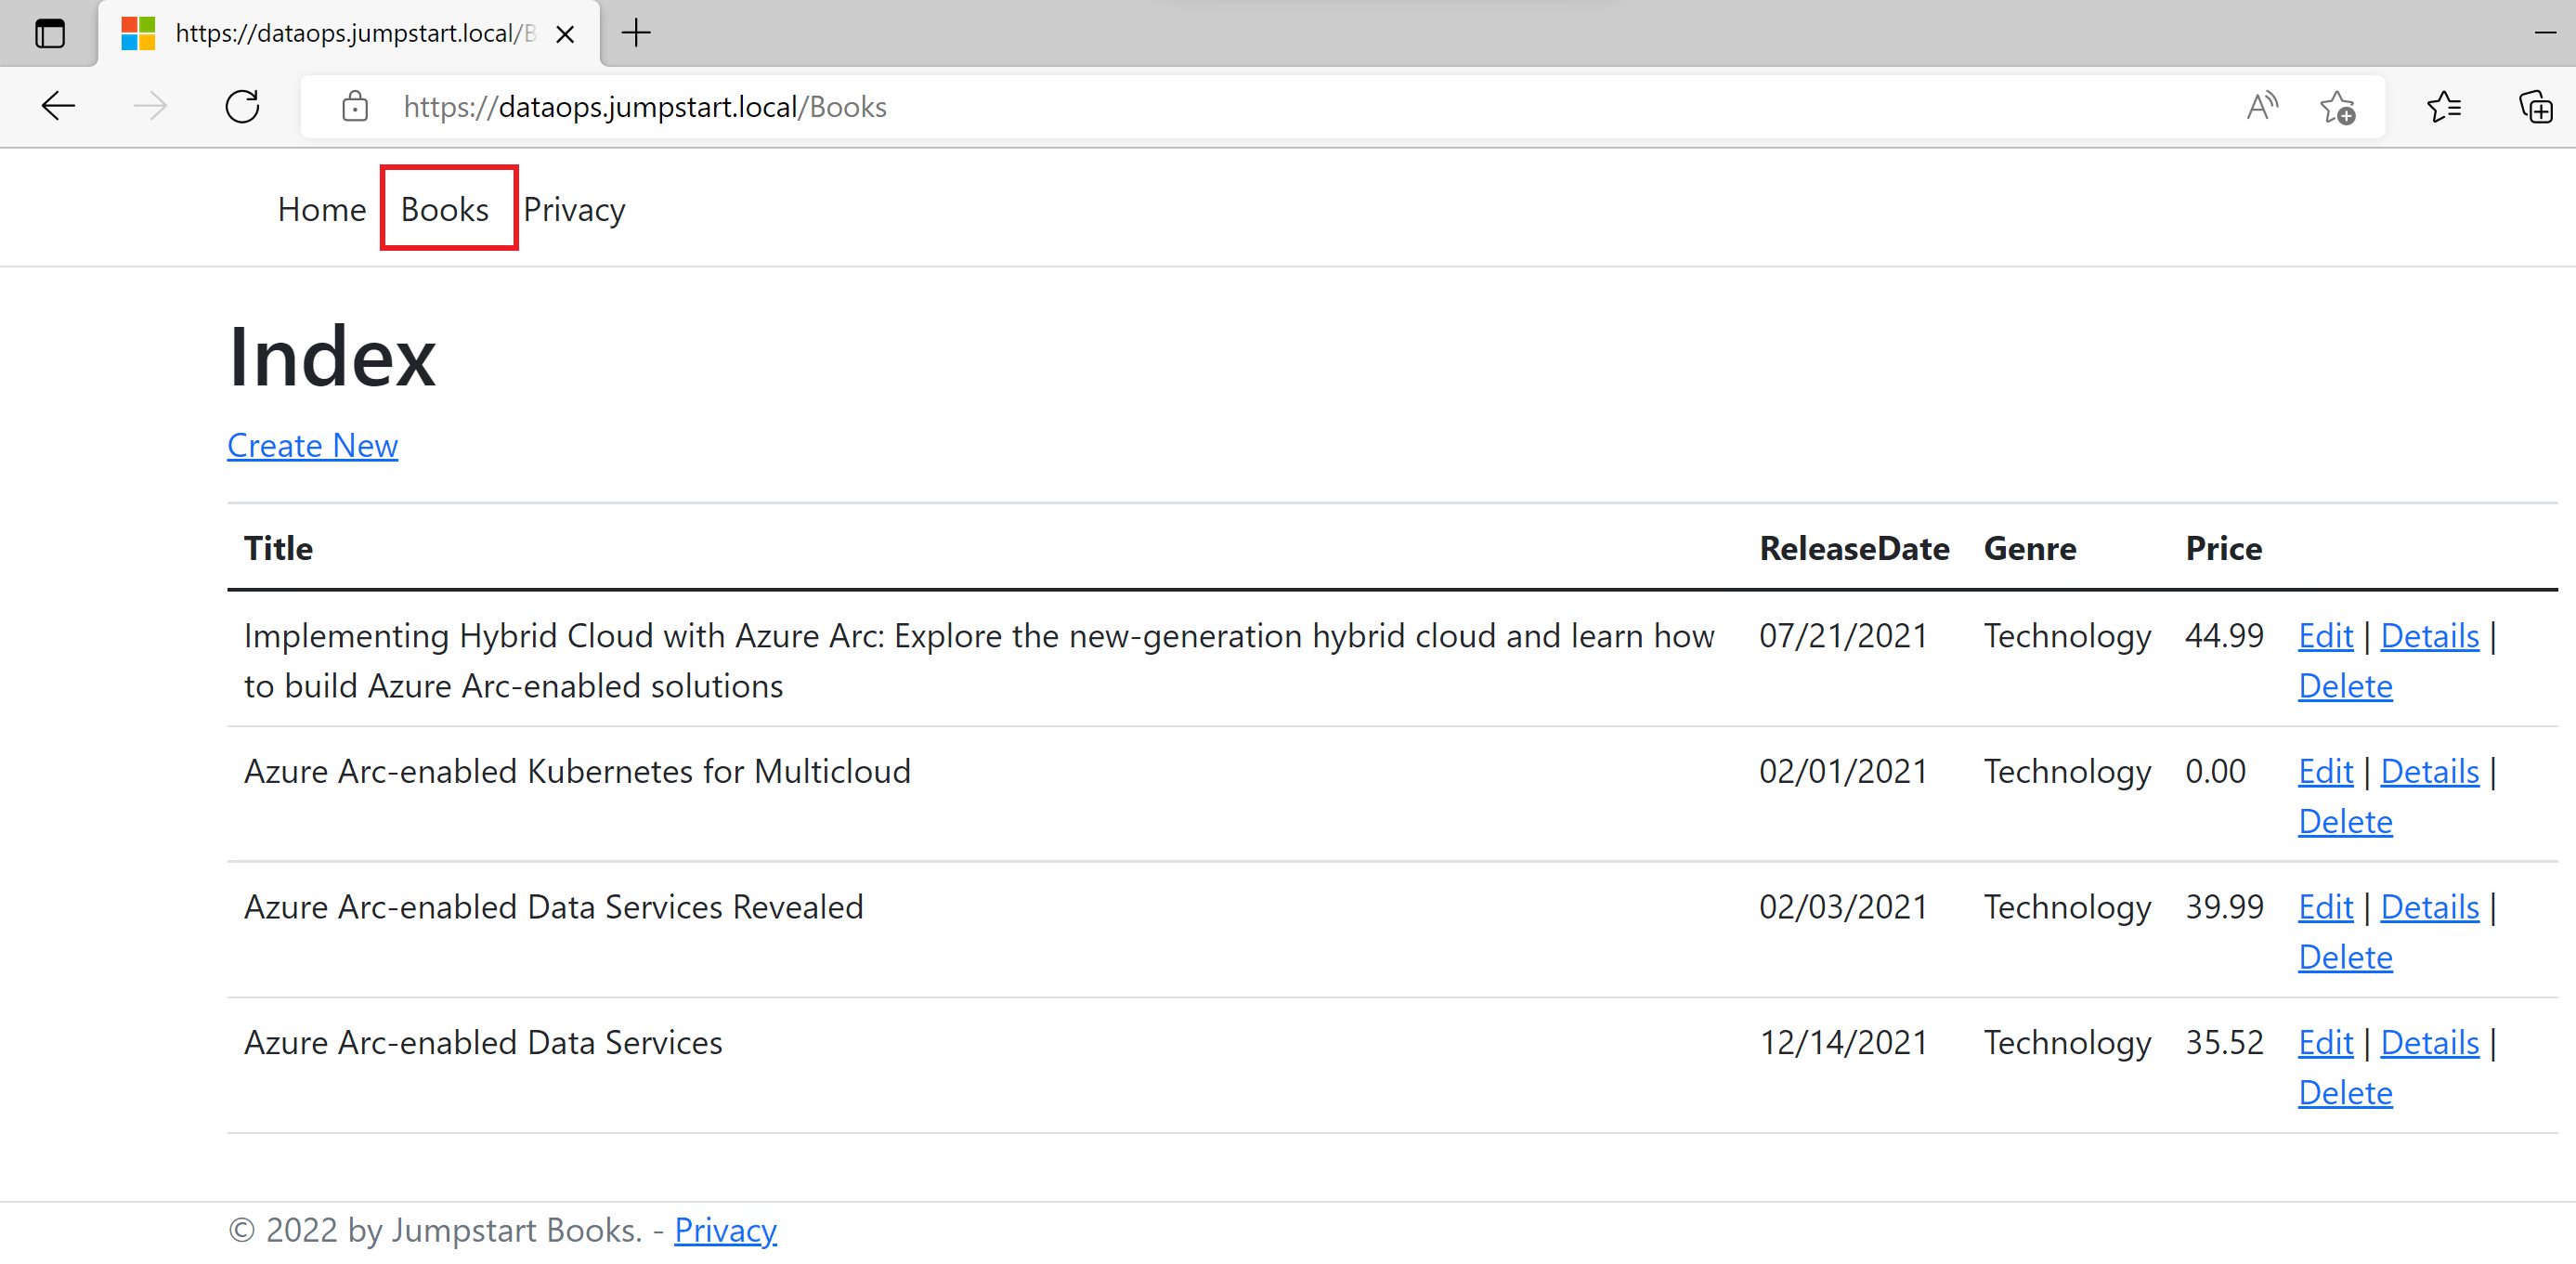 https://dataops.jumpstart.local/B
https://dataops.jumpstart.local/Books
Home Books Privacy
Index
Create New
Title ReleaseDate Genre Price
Implementing Hybrid Cloud with Azure Arc: Explore the new-generation hybrid cloud and learn how 07/21/2021 Technology 44.99 Edit | Details |
to build Azure Arc-enabled solutions Delete
Azure Arc-enabled Kubernetes for Multicloud 02/01/2021 Technology 0.00 Edit | Details |
Delete
Azure Arc-enabled Data Services Revealed 02/03/2021 Technology 39.99 Edit | Details |
Delete
Azure Arc-enabled Data Services 12/14/2021 Technology 35.52 Edit | Details |
Delete
© 2022 by Jumpstart Books. - Privacy